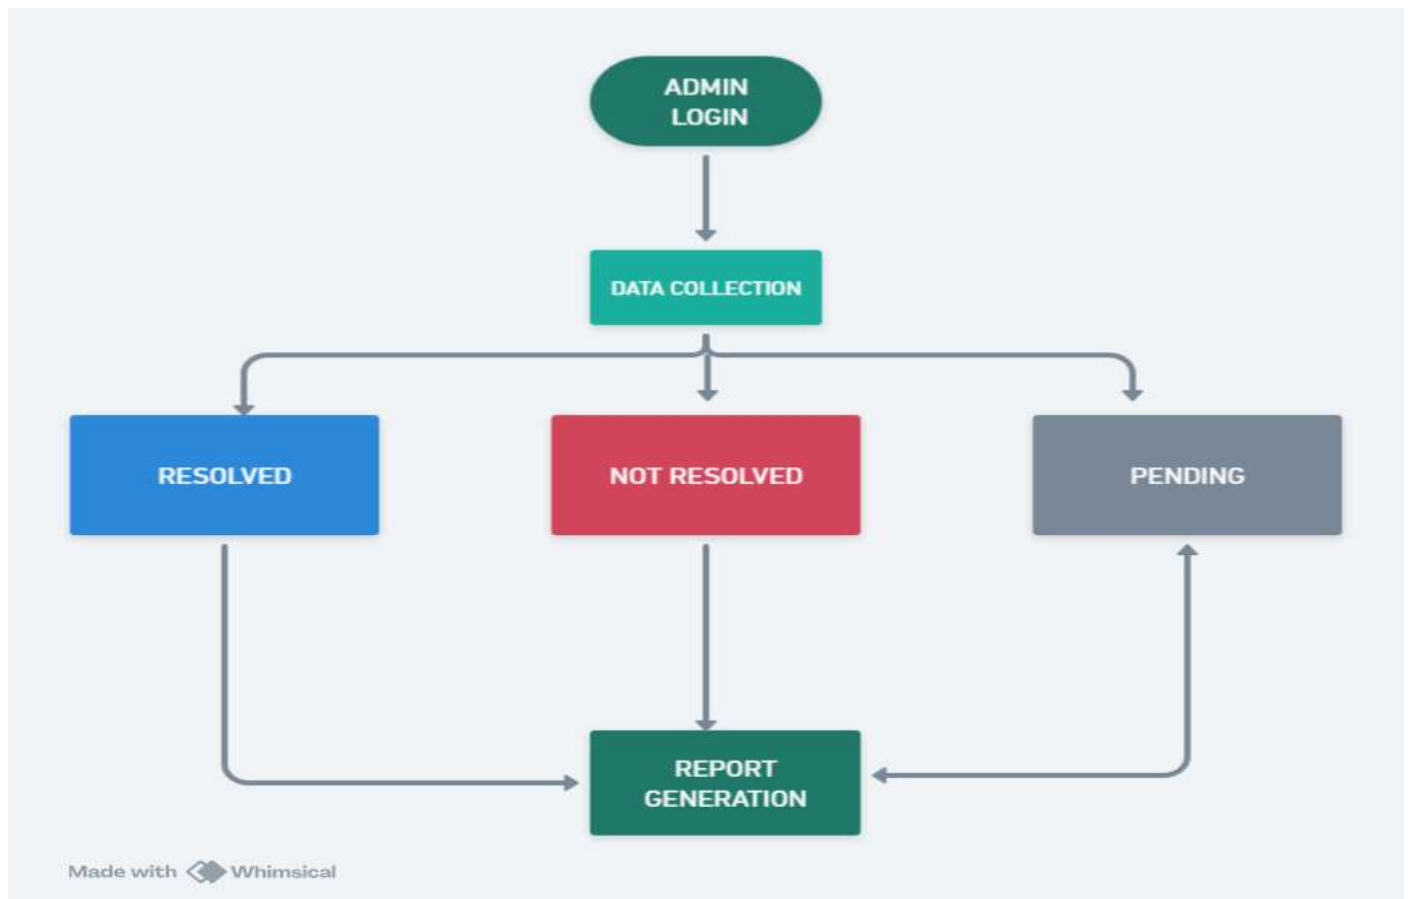 ADMIN
LOGIN
DATA COLLECTION
RESOLVED
NOT RESOLVED
PENDING
REPORT
GENERATION
Made with Whimsical